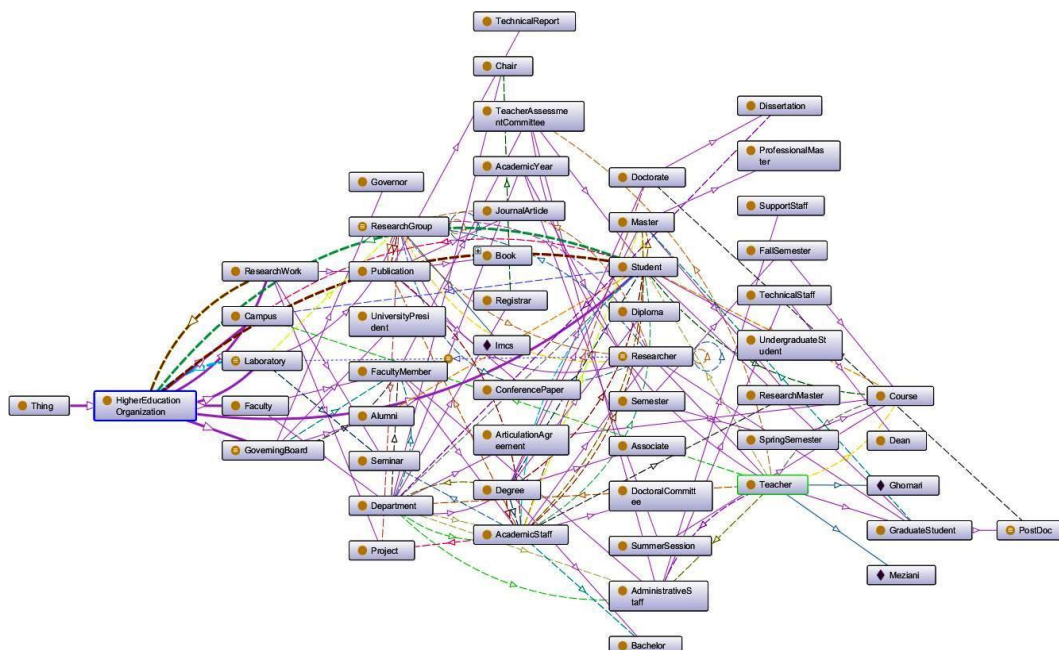 Thing
HigherEducation
Organization
ResearchWork
Campus
Laboratory
Faculty
GoverningBoard
Governor
ResearchGroup
Publication
UniversityPresi
dent
FacultyMember
Alumni
Seminar
Department
Project
TechnicalReport
Chair
TeacherAssessme
ntCommittee
AcademicYear
JournalArticle
Book
Registrar
Imcs
ConferencePaper
ArticulationAgr
eement
Degree
AcademicStaff
Doctorate
Master
Student
Diploma
Researcher
Semester
Associate
DoctoralCommitt
ee
SummerSession
AdministrativeS
taff
Bachelor
Dissertation
ProfessionalMas
ter
SupportStaff
FallSemester
TechnicalStaff
UndergraduateSt
udent
ResearchMaster
SpringSemester
Teacher
Course
Dean
Ghomari
GraduateStudent
Meziani
PostDoc